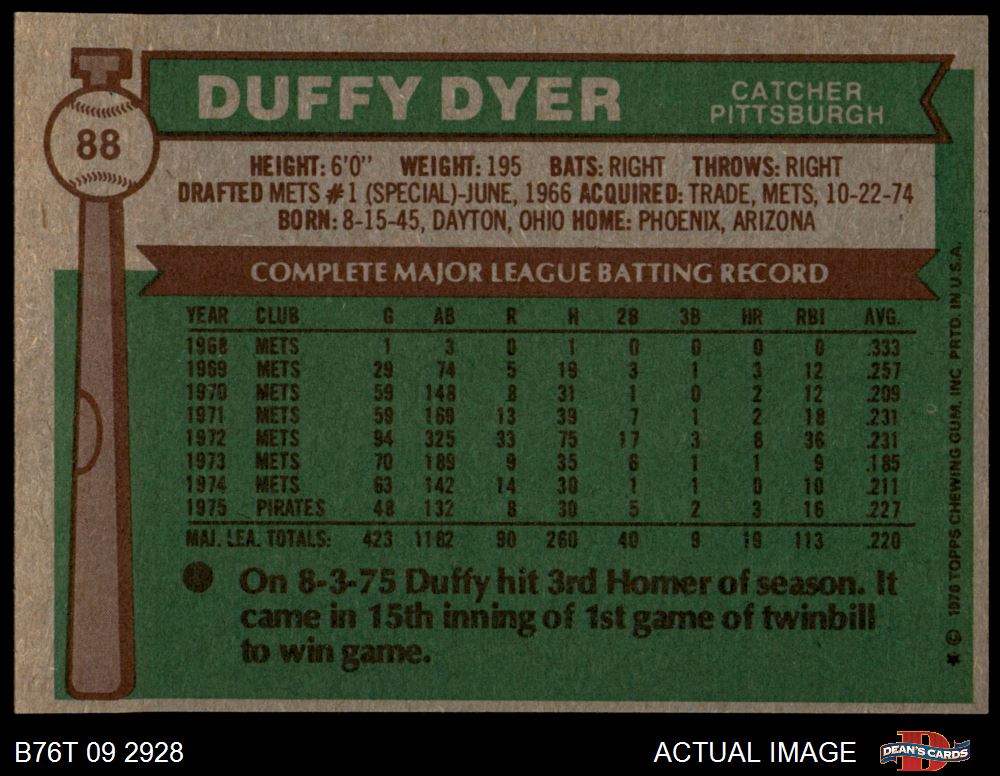 88
DUFFY DYER
CATCHER
PITTSBURGH
HEIGHT: 6'0" WEIGHT: 195 BATS: RIGHT THROWS: RIGHT
DRAFTED METS #1 (SPECIAL)-JUNE, 1966 ACQUIRED: TRADE, METS, 10-22-74
BORN: 8-15-45, DAYTON, OHIO HOME: PHOENIX, ARIZONA
COMPLETE MAJOR LEAGUE BATTING RECORD
YEAR CLUB G AB R H 2B 3B HR RBI AVG.
1968 METS 1 3 0 1 0 0 0 0 .333
1969 METS 29 74 5 19 3 1 3 12 .257
1970 METS 59 148 8 31 1 0 2 12 .209
1971 METS 59 169 13 39 7 1 2 18 .231
1972 METS 94 325 33 75 17 3 8 36 .231
1973 METS 70 189 9 35 6 1 1 9 .185
1974 METS 63 142 14 30 1 1 0 10 .211
1975 PIRATES 48 132 8 30 5 2 3 16 .227
MAJ. LEA. TOTALS: 423 1182 90 260 40 9 19 113 .220
On 8-3-75 Duffy hit 3rd Homer of season. It
came in 15th inning of 1st game of twinbill
to win game.
★ © 1976 TOPPS CHEWING GUM, INC. PRTD. IN U.S.A.
B76T 09 2928
ACTUAL IMAGE
D
DEAN'S CARDS